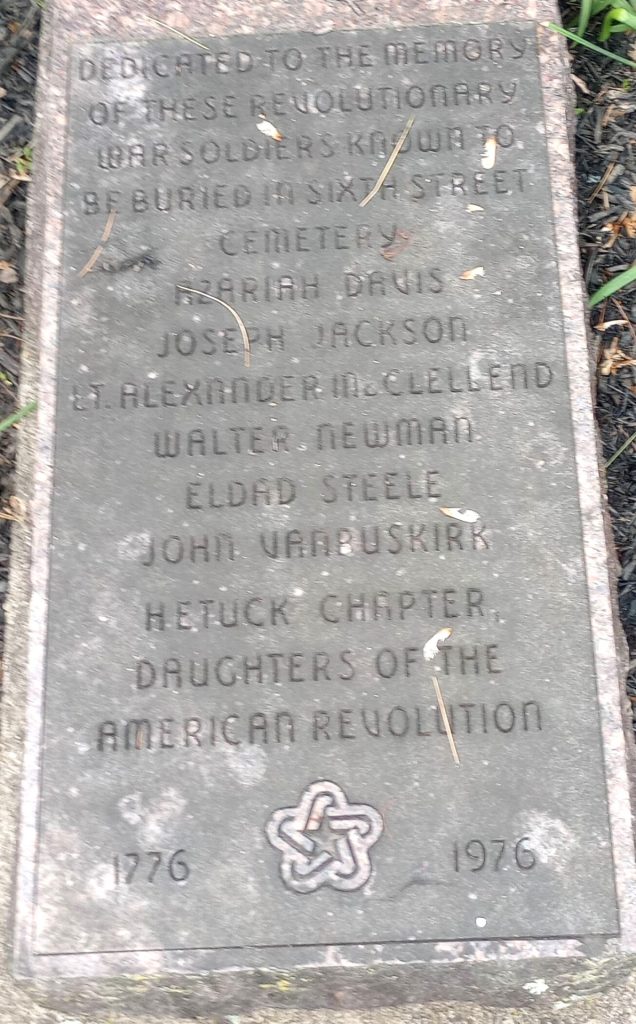 DEDICATED TO THE MEMORY
OF THESE REVOLUTIONARY
WAR SOLDIERS KNOWN TO
BE BURIED IN SIXTH STREET
CEMETERY
AZARIAH DAVIS
JOSEPH JACKSON
LT. ALEXANDER McCLELLEND
WALTER NEWMAN
ELDAD STEELE
JOHN VANBUSKIRK
HETUCK CHAPTER,
DAUGHTERS OF THE
AMERICAN REVOLUTION
1776 1976